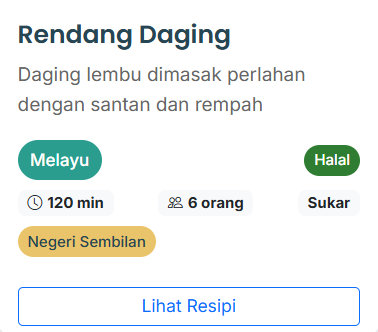 Rendang Daging
Daging lembu dimasak perlahan
dengan santan dan rempah
Melayu
Halal
120 min
6 orang
Sukar
Negeri Sembilan
Lihat Resipi